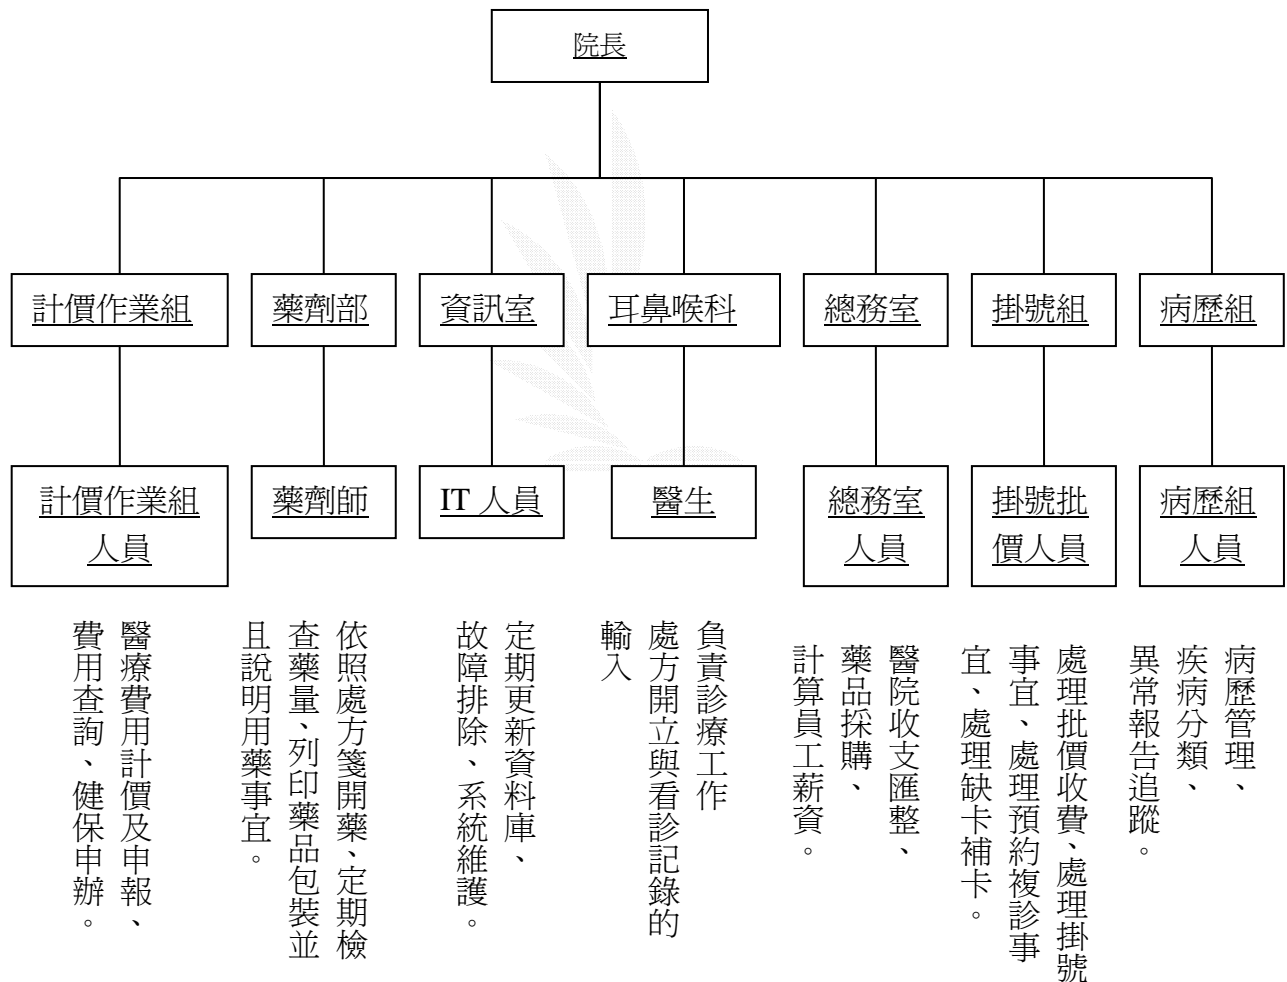 院長
計價作業組
藥劑部
資訊室
耳鼻喉科
總務室
掛號組
病歷組
計價作業組
人員
藥劑師
IT 人員
醫生
總務室
人員
掛號批
價人員
病歷組
人員
醫療費用計價及申報、
費用查詢、健保申辦。
依照處方箋開藥、定期檢
查藥量、列印藥品包裝並
且說明用藥事宜。
定期更新資料庫、
故障排除、系統維護。
負責診療工作
處方開立與看診記錄的
輸入
醫院收支匯整、
藥品採購、
計算員工薪資。
處理批價收費、處理掛號
事宜、處理預約複診事
宜、處理缺卡補卡。
病歷管理、
疾病分類、
異常報告追蹤。